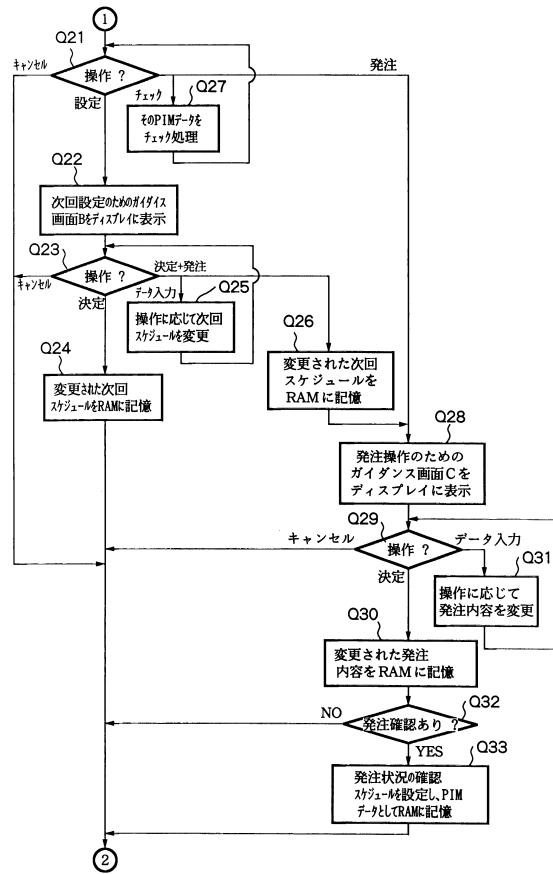 1
Q21
キャンセル
操作 ?
発注
設定
チェック
Q27
そのPIMデータを
チェック処理
Q22
次回設定のためのガイダイス
画面Bをディスプレイに表示
Q23
操作 ?
決定+発注
キャンセル
データ入力
決定
Q25
操作に応じて次回
スケジュールを変更
Q24
変更された次回
スケジュールをRAMに記憶
Q26
変更された次回
スケジュールを
RAMに記憶
Q28
発注操作のための
ガイダンス画面Cを
ディスプレイに表示
Q29
キャンセル
操作 ?
データ入力
決定
Q31
操作に応じて
発注内容を変更
Q30
変更された発注
内容をRAMに記憶
Q32
NO
発注確認あり ?
YES
Q33
発注状況の確認
スケジュールを設定し、PIM
データとしてRAMに記憶
2